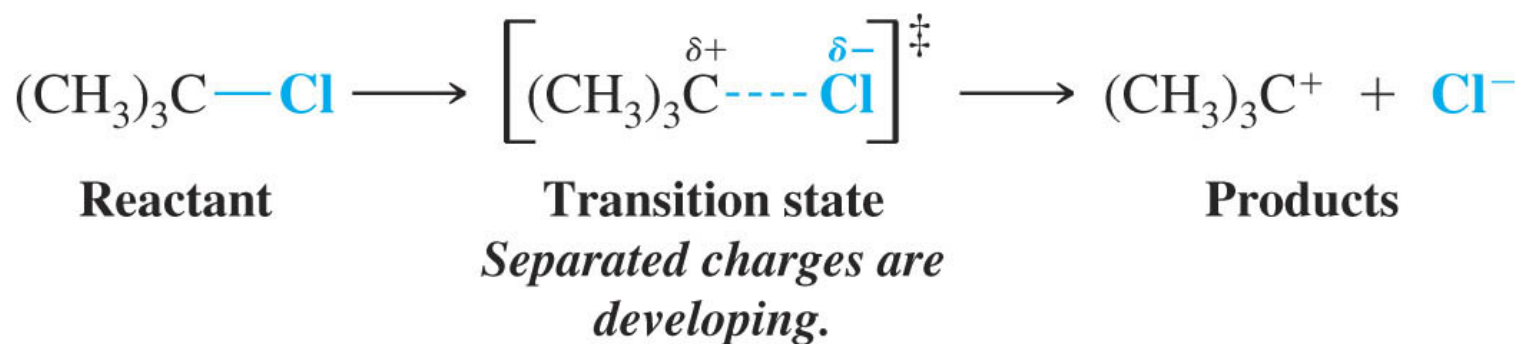 (CH₃)₃C—Cl ⟶ [(CH₃)₃C^δ+----Cl^δ−]‡ ⟶ (CH₃)₃C⁺ + Cl⁻
Reactant Transition state Products
Separated charges are
developing.